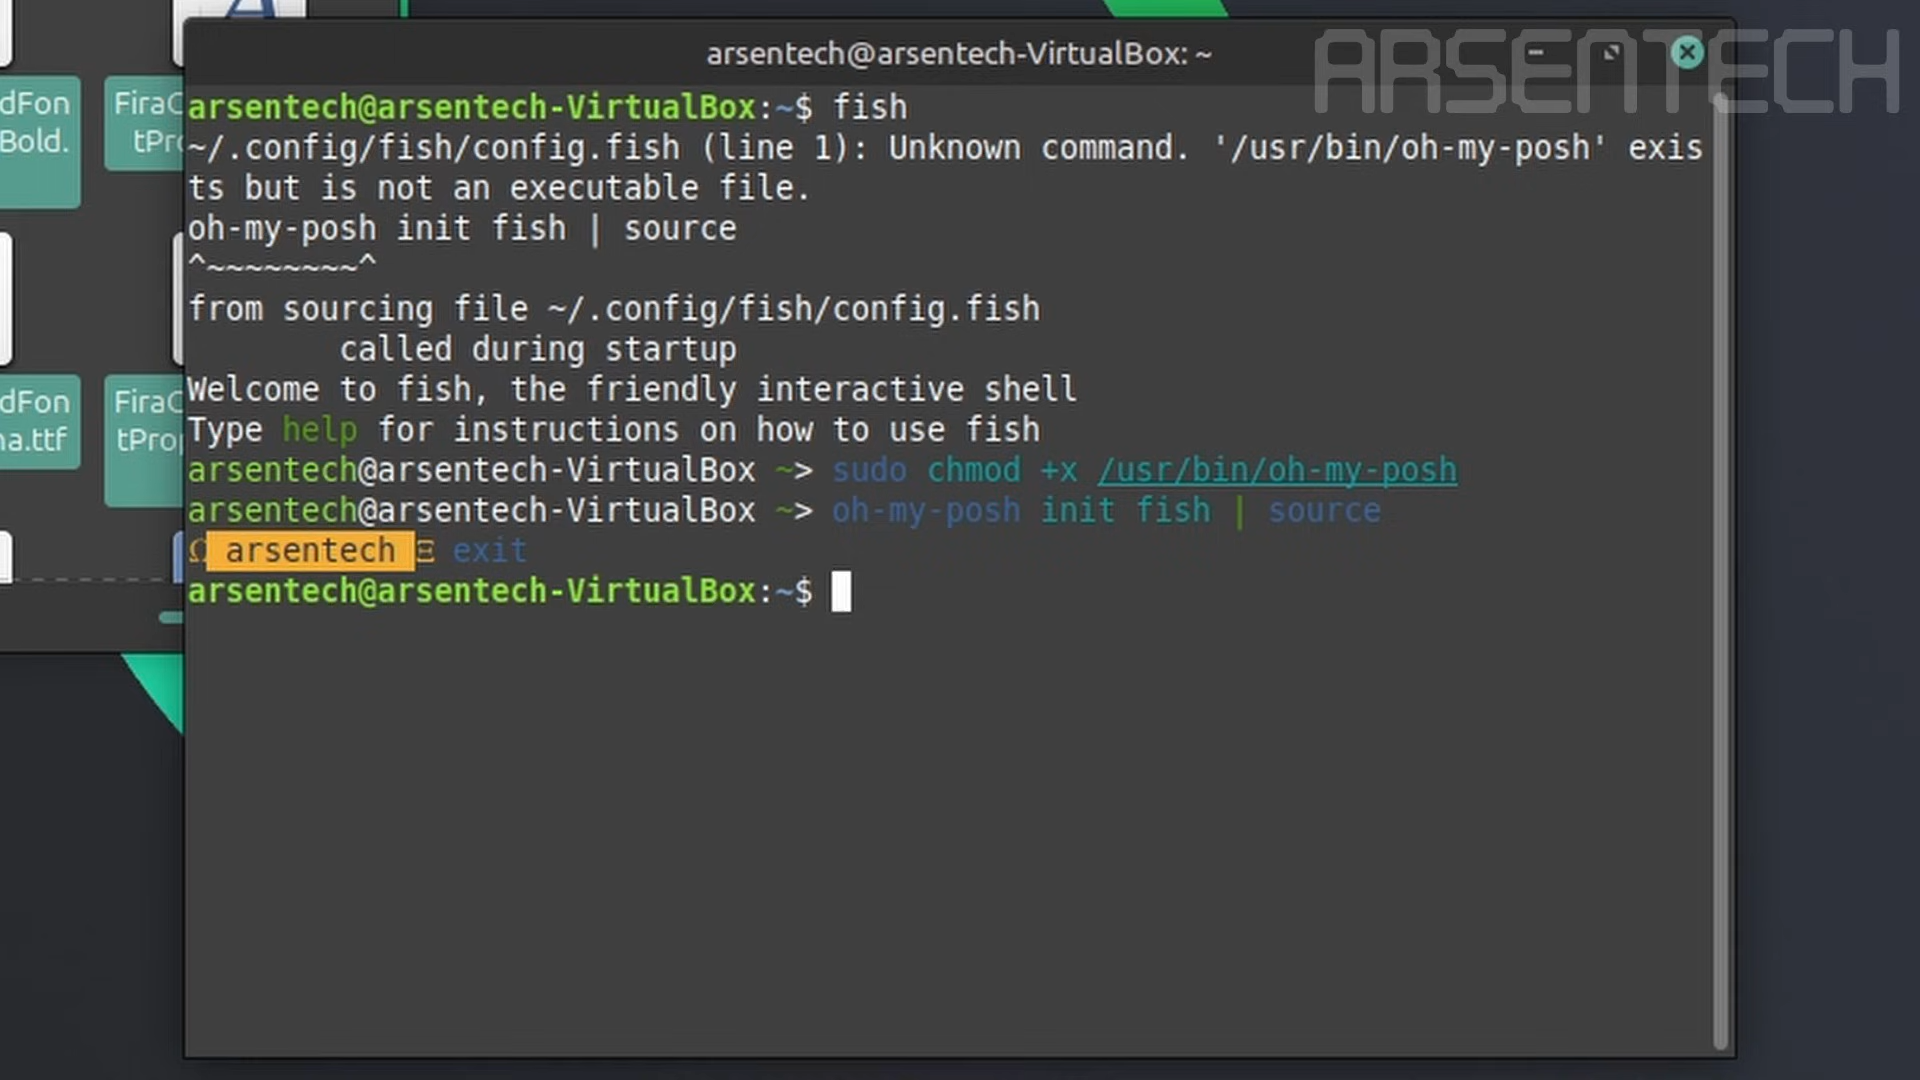 arsentech@arsentech-VirtualBox: ~
ARSENTECH
dFon
Bold.
FiraC
tPro
dFon
na.ttf
FiraC
tProp
arsentech@arsentech-VirtualBox:~$ fish
~/.config/fish/config.fish (line 1): Unknown command. '/usr/bin/oh-my-posh' exis
ts but is not an executable file.
oh-my-posh init fish | source
^~~~~~~~~^
from sourcing file ~/.config/fish/config.fish
called during startup
Welcome to fish, the friendly interactive shell
Type help for instructions on how to use fish
arsentech@arsentech-VirtualBox ~> sudo chmod +x /usr/bin/oh-my-posh
arsentech@arsentech-VirtualBox ~> oh-my-posh init fish | source
Ω arsentech Ξ exit
arsentech@arsentech-VirtualBox:~$